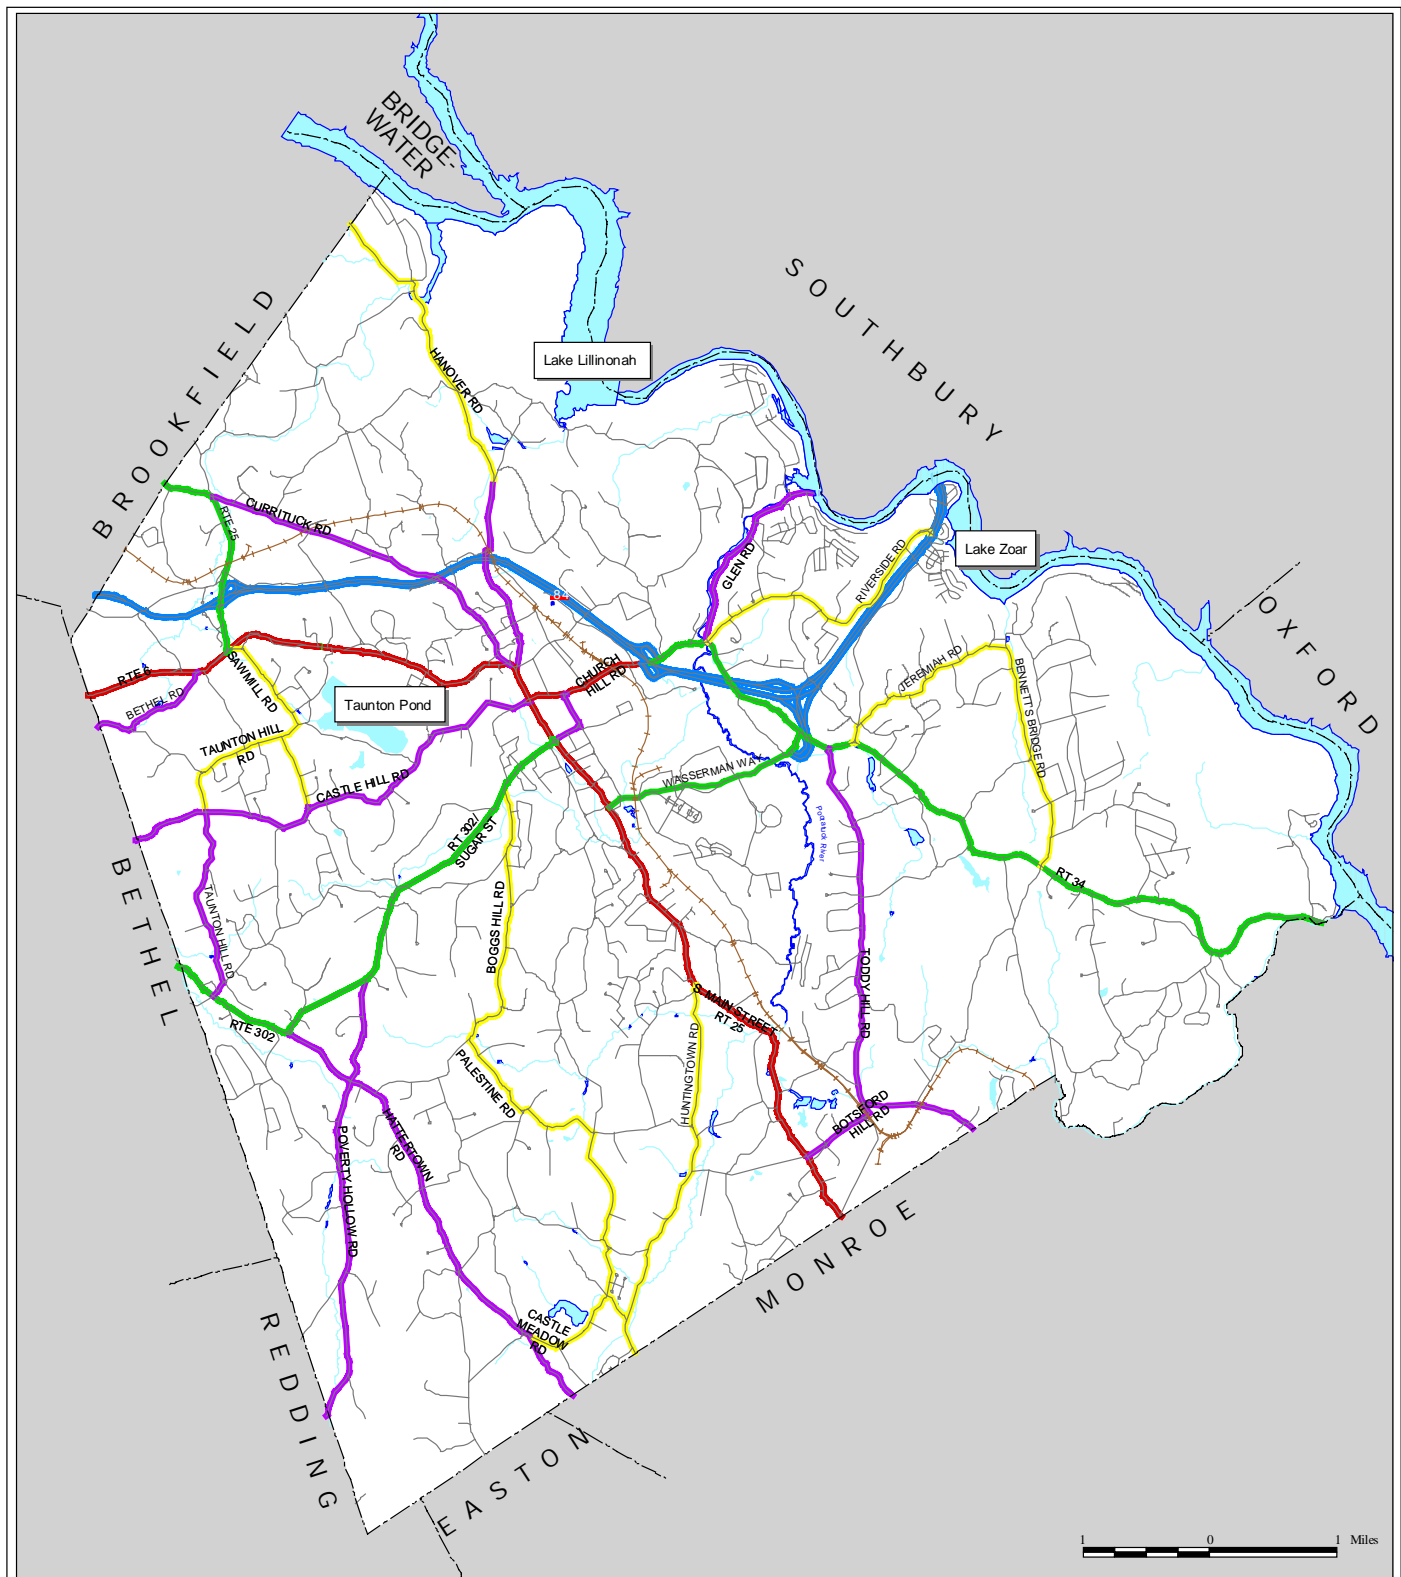 BRIDGE-
WATER
SOUTHBURY
BROOKFIELD
Lake Lillinonah
HANOVER RD
CURRITUCK RD
RTE 25
Lake Zoar
RIVERSIDE RD
GLEN RD
84
OXFORD
JEREMIAH RD
BENNETTS BRIDGE RD
CHURCH
HILL RD
RTE 6
BETHEL RD
SAWMILL RD
Taunton Pond
TAUNTON HILL
RD
CASTLE HILL RD
WASSERMAN WAY
RT 302/
SUGAR ST
Pootatuck River
BETHEL
TAUNTON HILL RD
BOGGS HILL RD
RT 34
TODDY HILL RD
S. MAIN STREET
RT 25
RTE 302
HUNTINGTOWN RD
PALESTINE RD
HATTERTOWN
RD
POVERTY HOLLOW RD
BOTSFORD
HILL RD
MONROE
CASTLE
MEADOW
RD
REDDING
EASTON
1 0 1 Miles